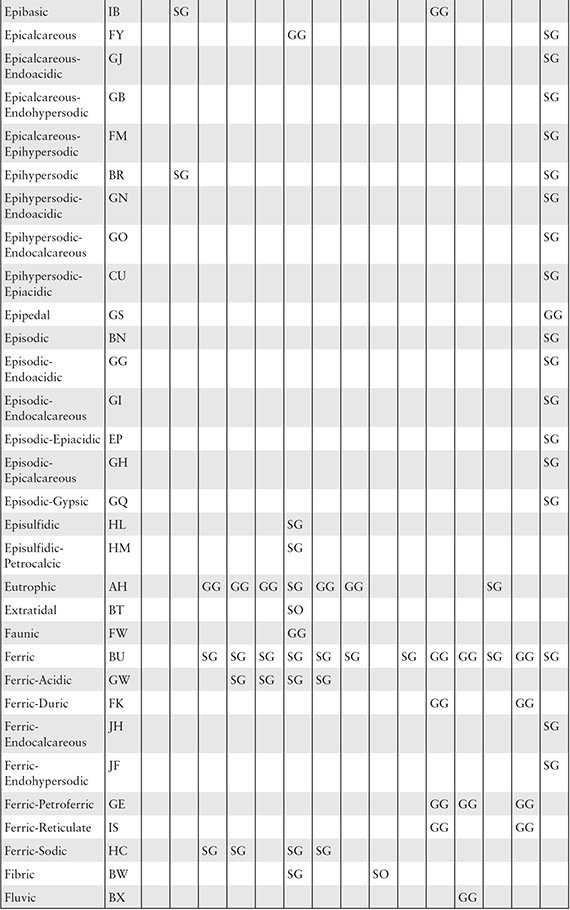 Epibasic IB SG GG
Epicalcareous FY GG SG
Epicalcareous- GJ SG
Endoacidic
Epicalcareous- GB SG
Endohypersodic
Epicalcareous- FM SG
Epihypersodic
Epihypersodic BR SG SG
Epihypersodic- GN SG
Endoacidic
Epihypersodic- GO SG
Endocalcareous
Epihypersodic- CU SG
Epiacidic
Epipedal GS GG
Episodic BN SG
Episodic- GG SG
Endoacidic
Episodic- GI SG
Endocalcareous
Episodic-Epiacidic EP SG
Episodic- GH SG
Epicalcareous
Episodic-Gypsic GQ SG
Episulfidic HL SG
Episulfidic- HM SG
Petrocalcic
Eutrophic AH GG GG GG SG GG GG SG
Extratidal BT SO
Faunic FW GG
Ferric BU SG SG SG SG SG SG SG GG GG SG GG SG
Ferric-Acidic GW SG SG SG SG
Ferric-Duric FK GG GG
Ferric- JH SG
Endocalcareous
Ferric- JF SG
Endohypersodic
Ferric-Petroferric GE GG GG GG
Ferric-Reticulate IS GG GG
Ferric-Sodic HC SG SG SG SG
Fibric BW SG SO
Fluvic BX GG